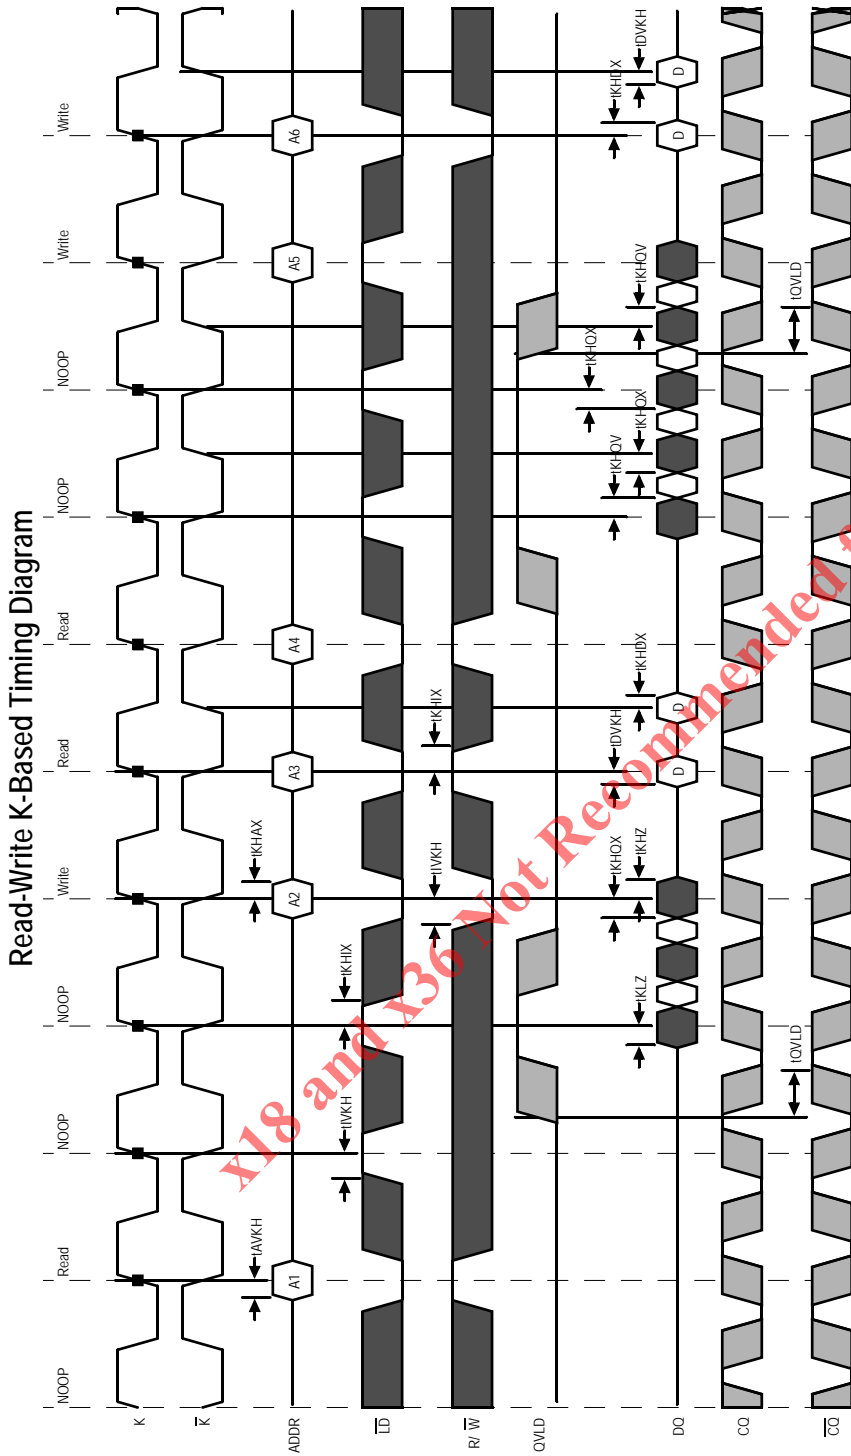 Read-Write K-Based Timing Diagram
NOOP
Read
NOOP
NOOP
Write
Read
Read
NOOP
NOOP
Write
Write
K
K
tAVKH
tKHAX
ADDR
A1
A2
A3
A4
A5
A6
tIVKH
tKHIX
LD
tIVKH
tKHIX
R/ W
QVLD
tKLZ
tKHQX
tKHZ
tDVKH
tKHDX
tKHQV
tKHQX
tKHQX
tKHQV
tKHDX
tDVKH
DQ
D
D
D
D
CQ
tQVLD
tQVLD
CQ
x18 and x36 Not Recommended f